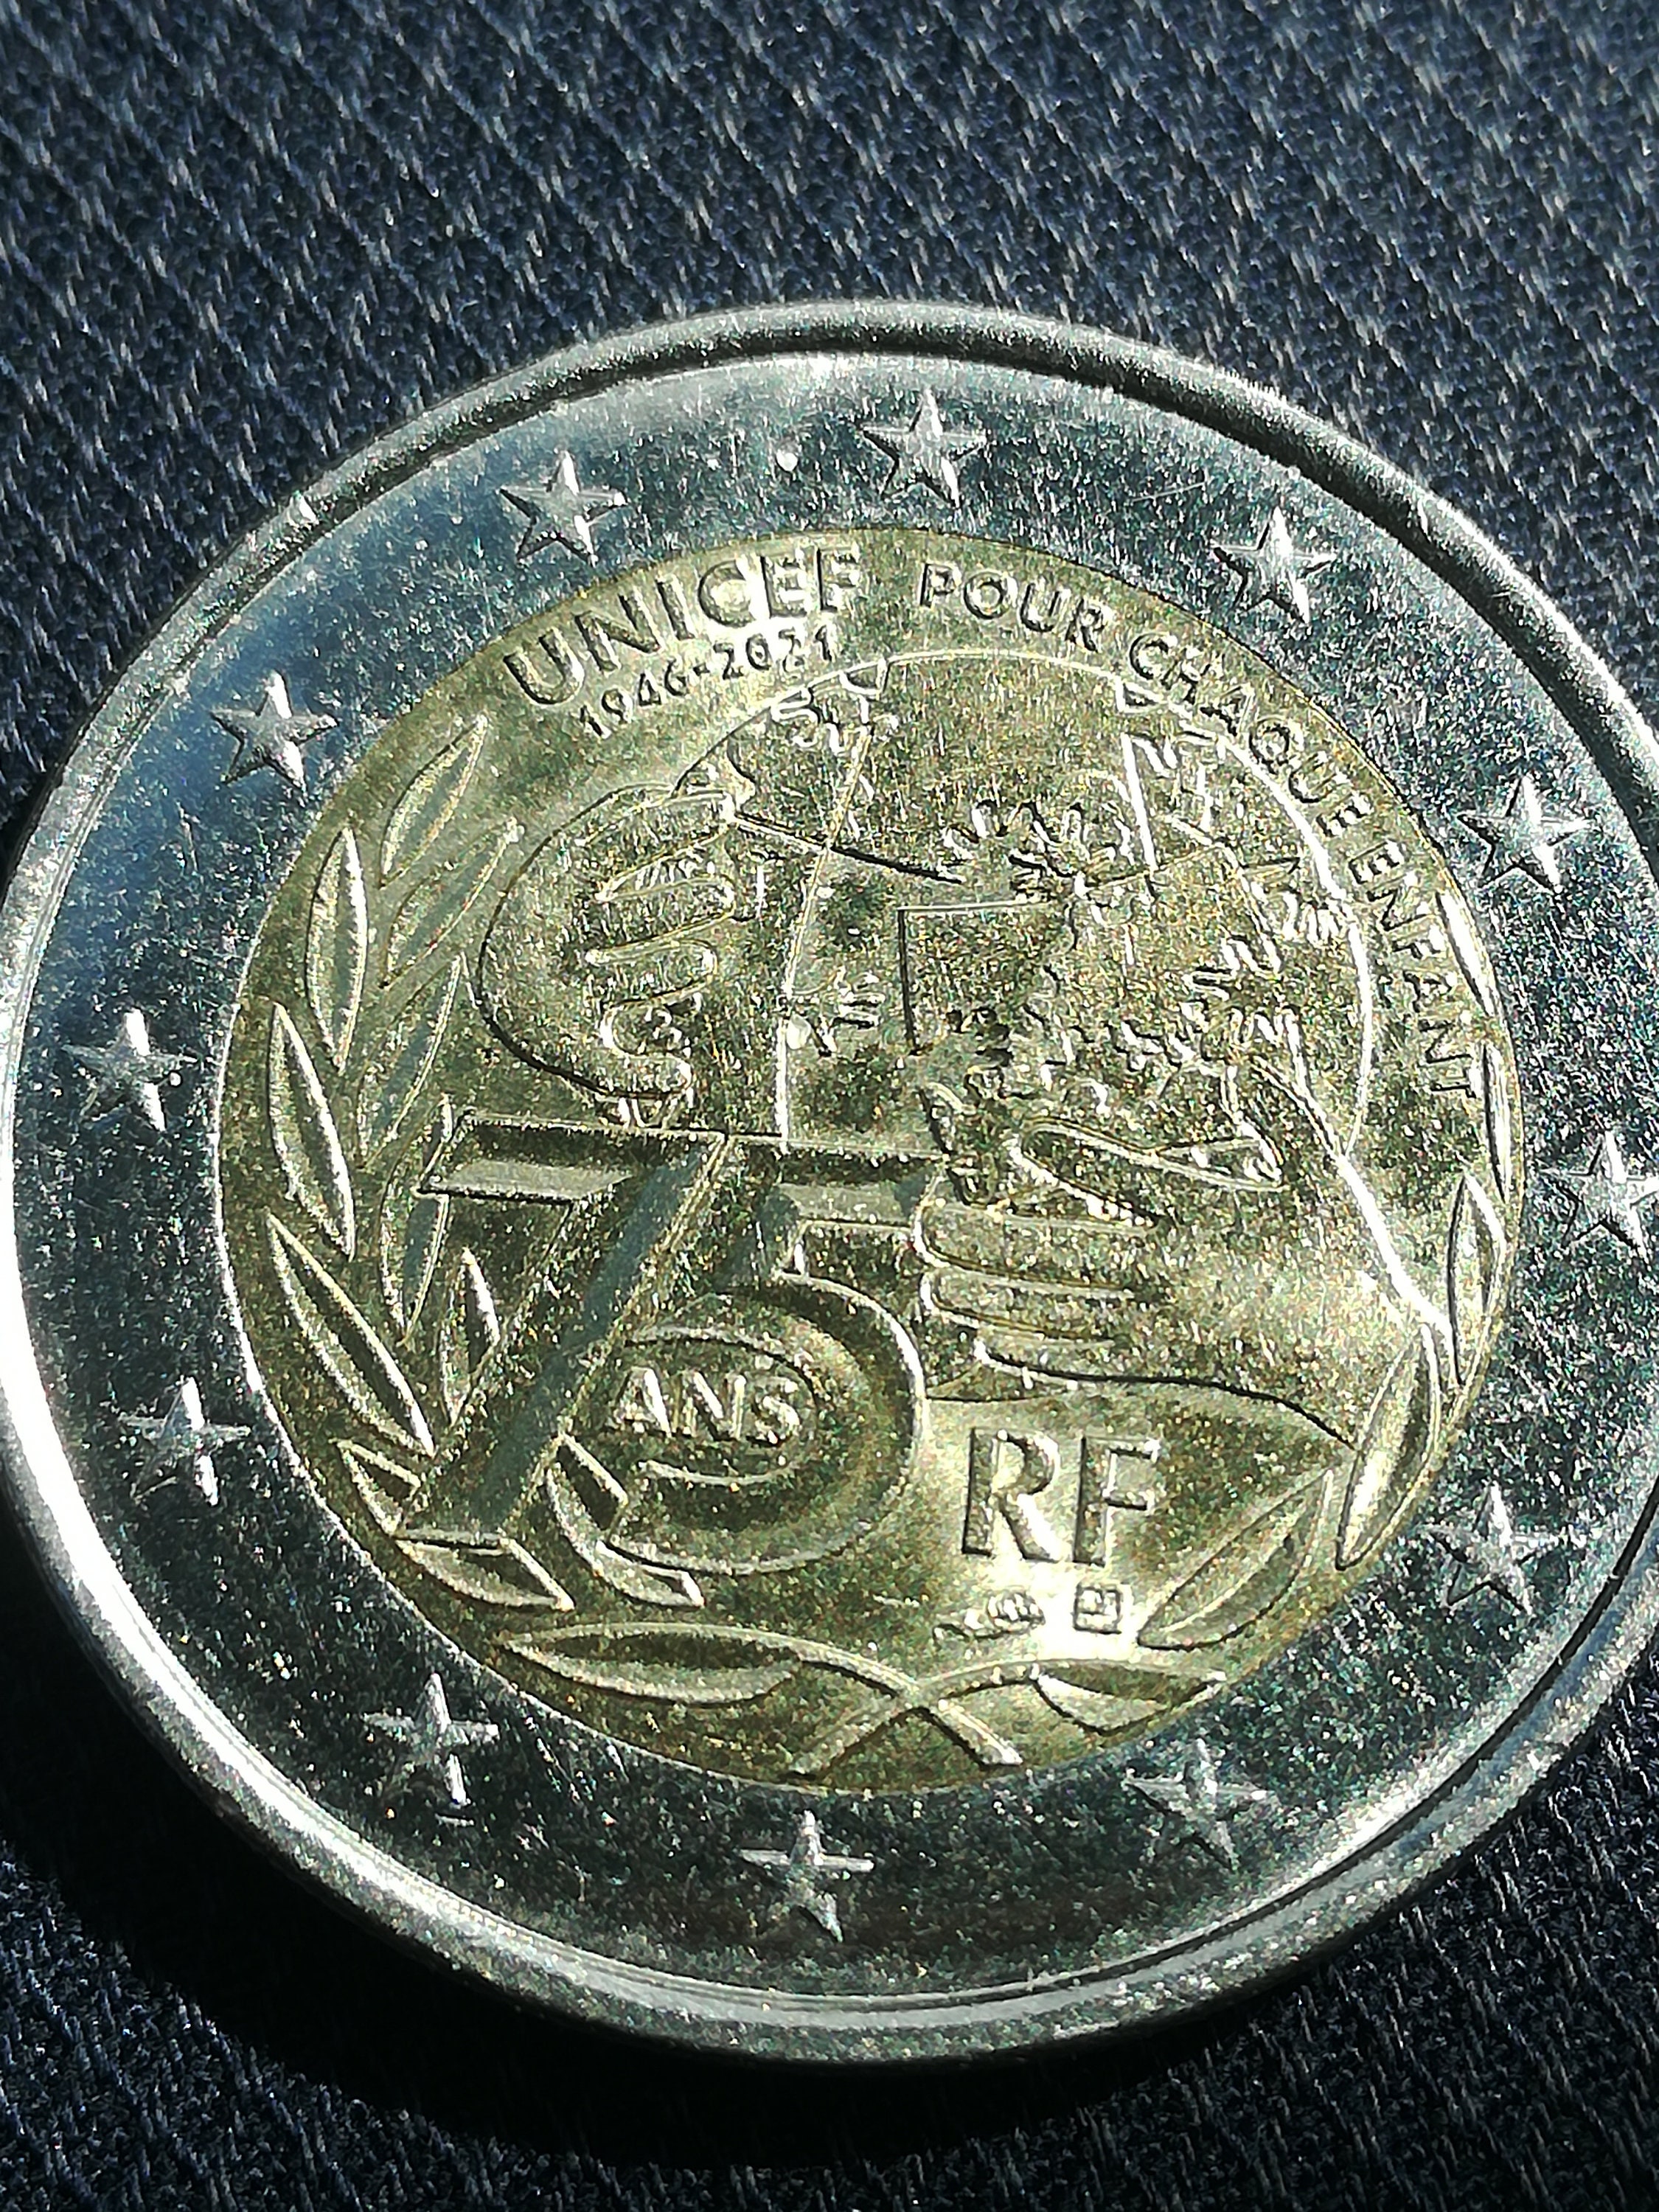 UNICEF POUR CHAQUE ENFANT
1946-2021
75
ANS
RF